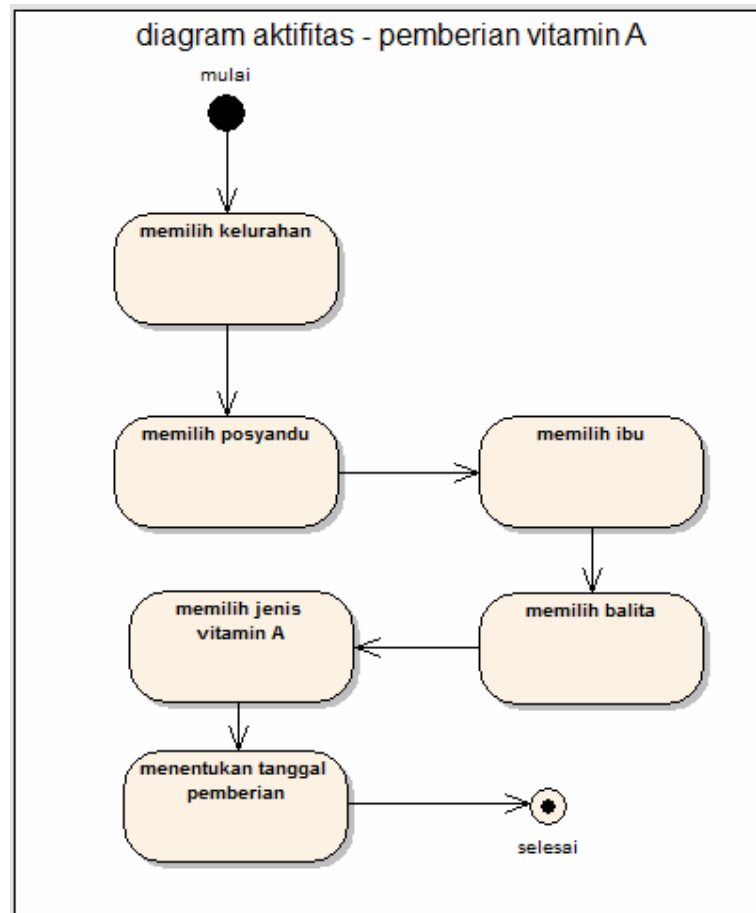 diagram aktifitas - pemberian vitamin A
mulai
memilih kelurahan
memilih posyandu
memilih ibu
memilih balita
memilih jenis
vitamin A
menentukan tanggal
pemberian
selesai